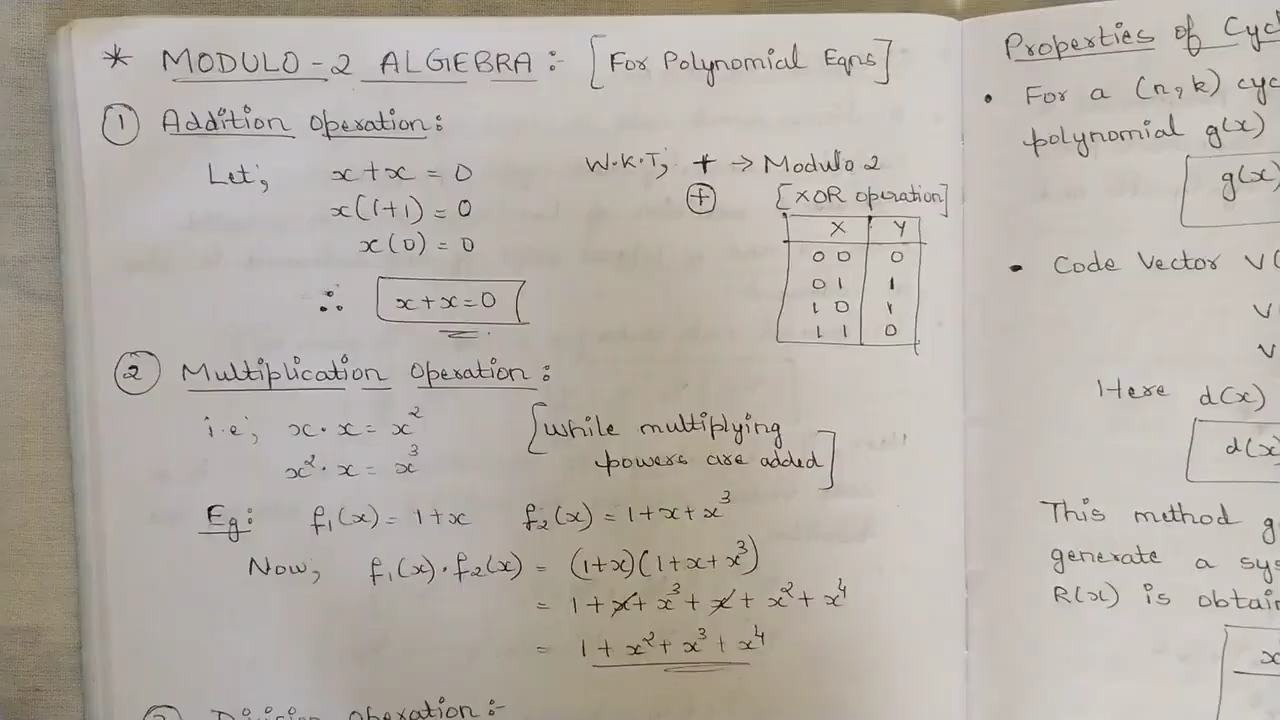 * MODULO-2 ALGEBRA :- [For Polynomial Eqns]
① Addition Operation :
Let; x+x = 0
x(1+1) = 0
x(0) = 0
∴ x+x=0
W.K.T; + → Modulo 2
⊕ [XOR operation]
X Y
0 0 0
0 1 1
1 0 1
1 1 0
② Multiplication Operation :
i.e; x·x = x²
x²·x = x³
[while multiplying
powers are added]
Eg: f₁(x) = 1+x f₂(x) = 1+x+x³
Now; f₁(x)·f₂(x) = (1+x)(1+x+x³)
= 1+x+x³+x+x²+x⁴
= 1+x²+x³+x⁴
Division operation :-
Properties of Cyc
• For a (n, k) cyc
polynomial g(x)
g(x)
• Code Vector V(
V
V
Here d(x)
d(x
This method g
generate a sys
R(x) is obtain
x